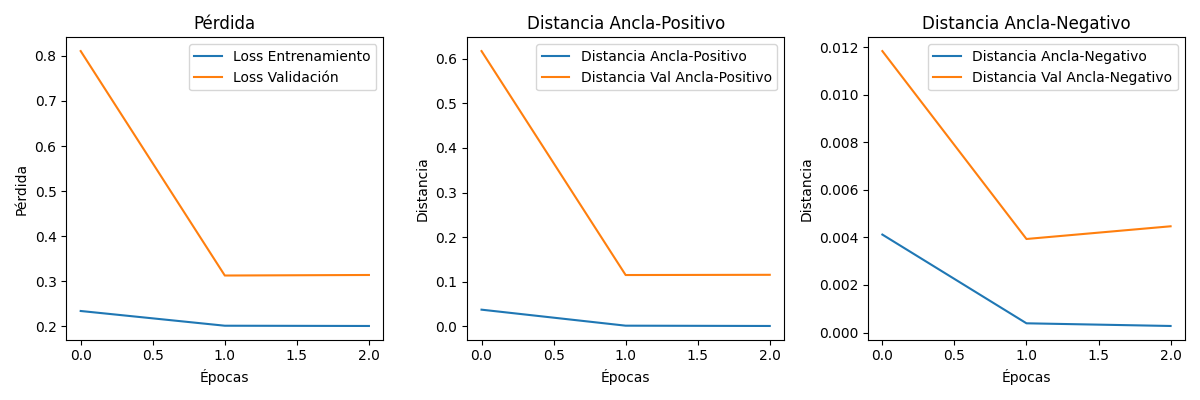 Pérdida
Loss Entrenamiento
Loss Validación
0.8
0.7
0.6
0.5
0.4
0.3
0.2
Pérdida
0.0 0.5 1.0 1.5 2.0
Épocas
Distancia Ancla-Positivo
Distancia Ancla-Positivo
Distancia Val Ancla-Positivo
0.6
0.5
0.4
0.3
0.2
0.1
0.0
Distancia
0.0 0.5 1.0 1.5 2.0
Épocas
Distancia Ancla-Negativo
Distancia Ancla-Negativo
Distancia Val Ancla-Negativo
0.012
0.010
0.008
0.006
0.004
0.002
0.000
Distancia
0.0 0.5 1.0 1.5 2.0
Épocas